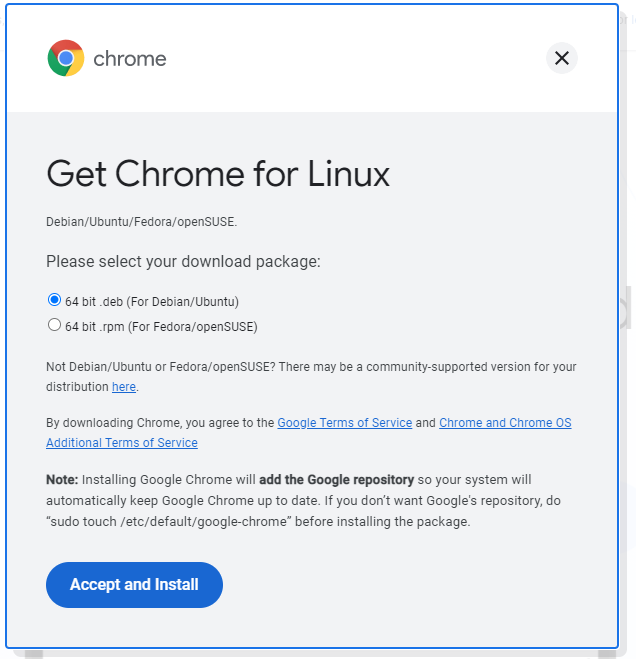 chrome
Get Chrome for Linux
Debian/Ubuntu/Fedora/openSUSE.
Please select your download package:
64 bit .deb (For Debian/Ubuntu)
64 bit .rpm (For Fedora/openSUSE)
Not Debian/Ubuntu or Fedora/openSUSE? There may be a community-supported version for your
distribution here.
By downloading Chrome, you agree to the Google Terms of Service and Chrome and Chrome OS
Additional Terms of Service
Note: Installing Google Chrome will add the Google repository so your system will
automatically keep Google Chrome up to date. If you don’t want Google's repository, do
“sudo touch /etc/default/google-chrome” before installing the package.
Accept and Install